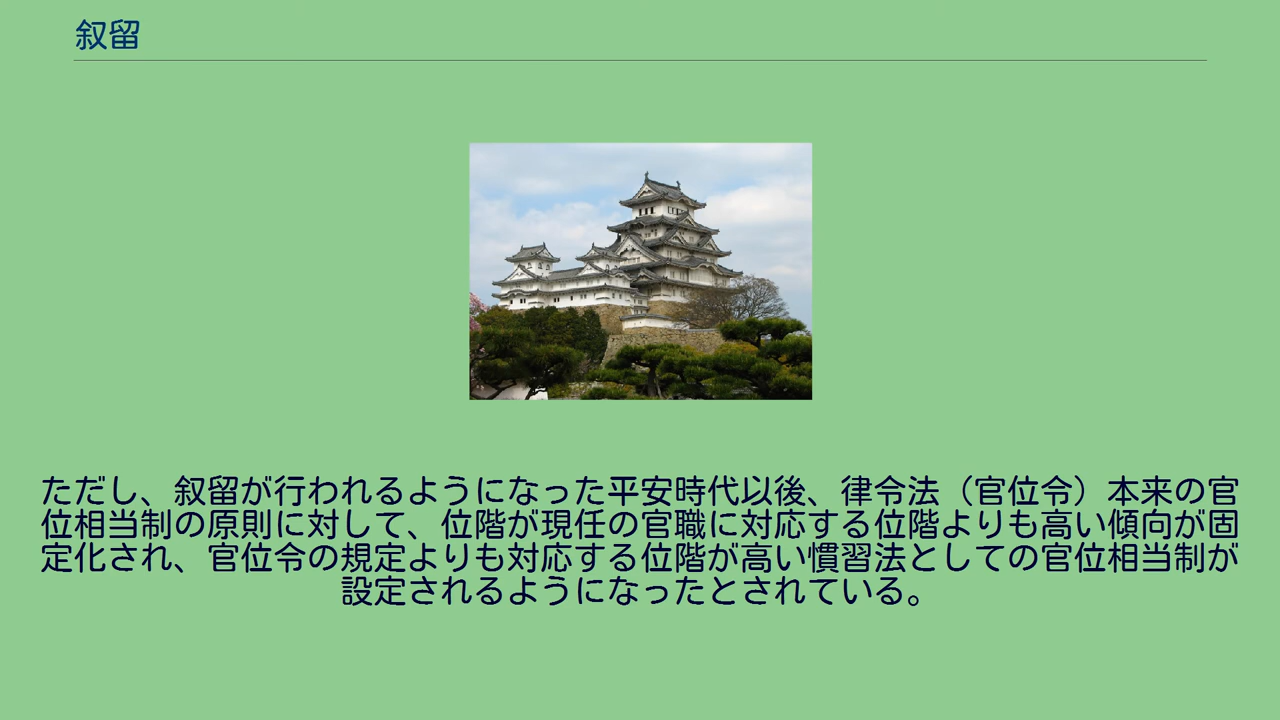 叙留
ただし、叙留が行われるようになった平安時代以後、律令法（官位令）本来の官
位相当制の原則に対して、位階が現任の官職に対応する位階よりも高い傾向が固
定化され、官位令の規定よりも対応する位階が高い慣習法としての官位相当制が
設定されるようになったとされている。